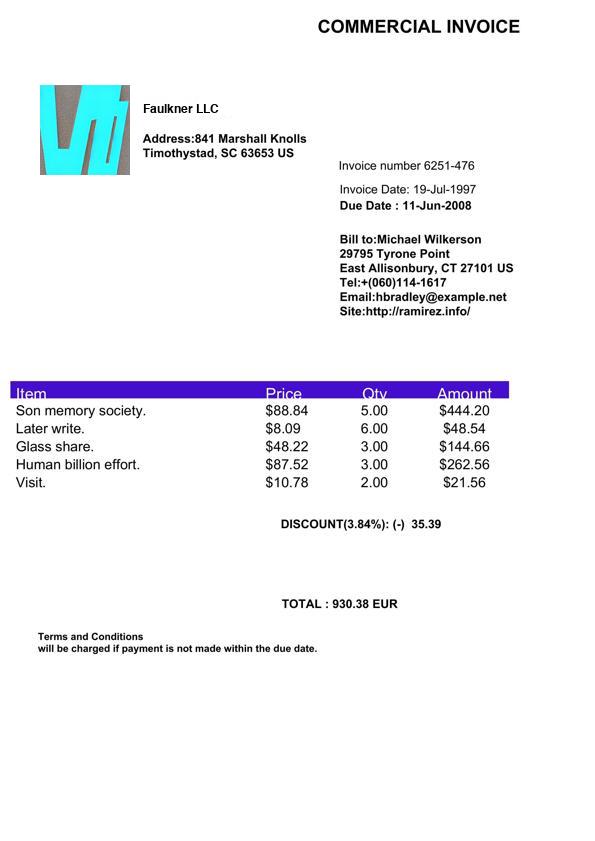 COMMERCIAL INVOICE
Faulkner LLC
Address:841 Marshall Knolls
Timothystad, SC 63653 US
Invoice number 6251-476
Invoice Date: 19-Jul-1997
Due Date : 11-Jun-2008
Bill to:Michael Wilkerson
29795 Tyrone Point
East Allisonbury, CT 27101 US
Tel:+(060)114-1617
Email:hbradley@example.net
Site:http://ramirez.info/
Item Price Qty Amount
Son memory society. $88.84 5.00 $444.20
Later write. $8.09 6.00 $48.54
Glass share. $48.22 3.00 $144.66
Human billion effort. $87.52 3.00 $262.56
Visit. $10.78 2.00 $21.56
DISCOUNT(3.84%): (-) 35.39
TOTAL : 930.38 EUR
Terms and Conditions
will be charged if payment is not made within the due date.